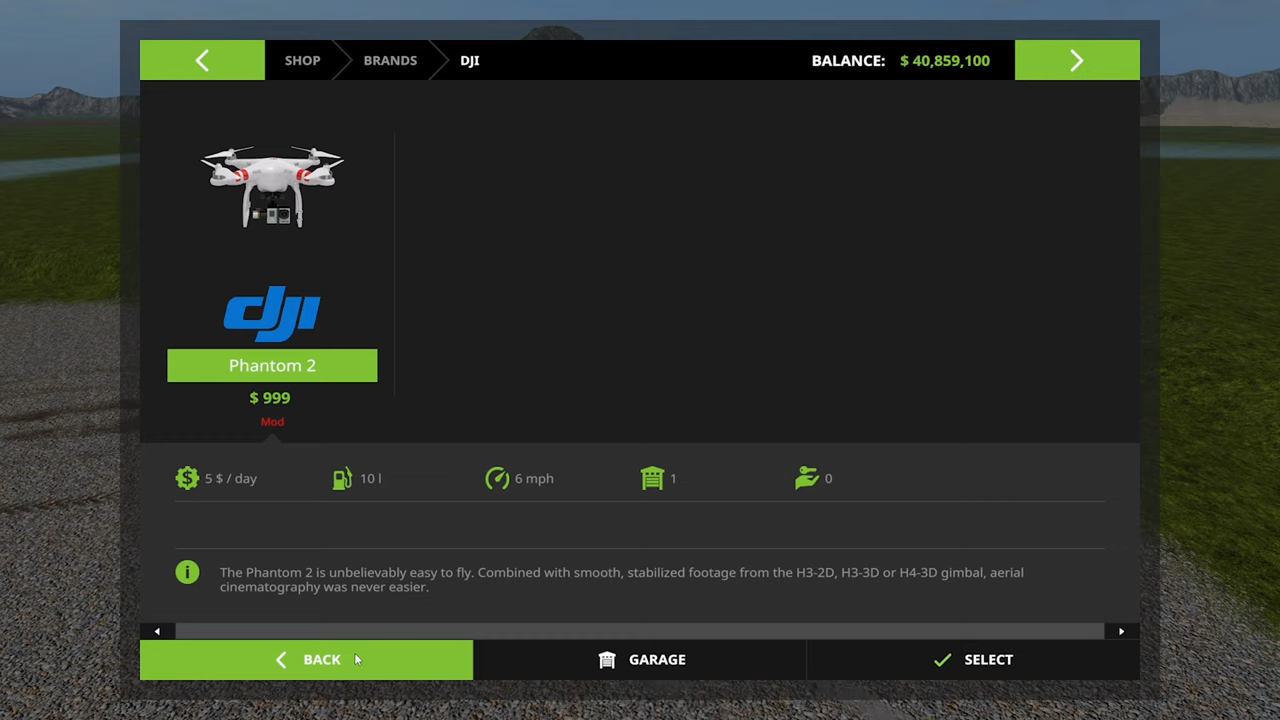 SHOP BRANDS DJI BALANCE: $ 40,859,100
dji
Phantom 2
$ 999
Mod
5 $ / day 10 l 6 mph 1 0
The Phantom 2 is unbelievably easy to fly. Combined with smooth, stabilized footage from the H3-2D, H3-3D or H4-3D gimbal, aerial
cinematography was never easier.
BACK GARAGE SELECT